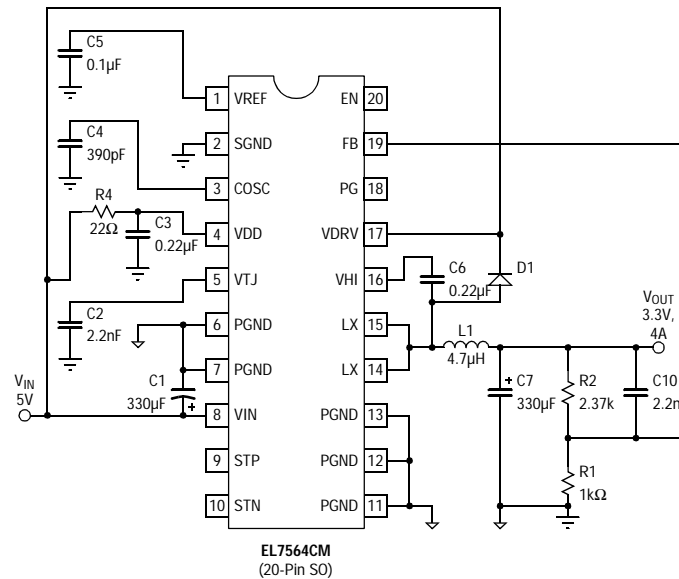 C5
0.1µF
C4
390pF
R4
22Ω
C3
0.22µF
C2
2.2nF
C1
330µF
+
VIN
5V
1 VREF
2 SGND
3 COSC
4 VDD
5 VTJ
6 PGND
7 PGND
8 VIN
9 STP
10 STN
EN 20
FB 19
PG 18
VDRV 17
VHI 16
LX 15
LX 14
PGND 13
PGND 12
PGND 11
C6
0.22µF
D1
L1
4.7µH
VOUT
3.3V,
4A
+
C7
330µF
R2
2.37k
C10
2.2n
R1
1kΩ
EL7564CM
(20-Pin SO)